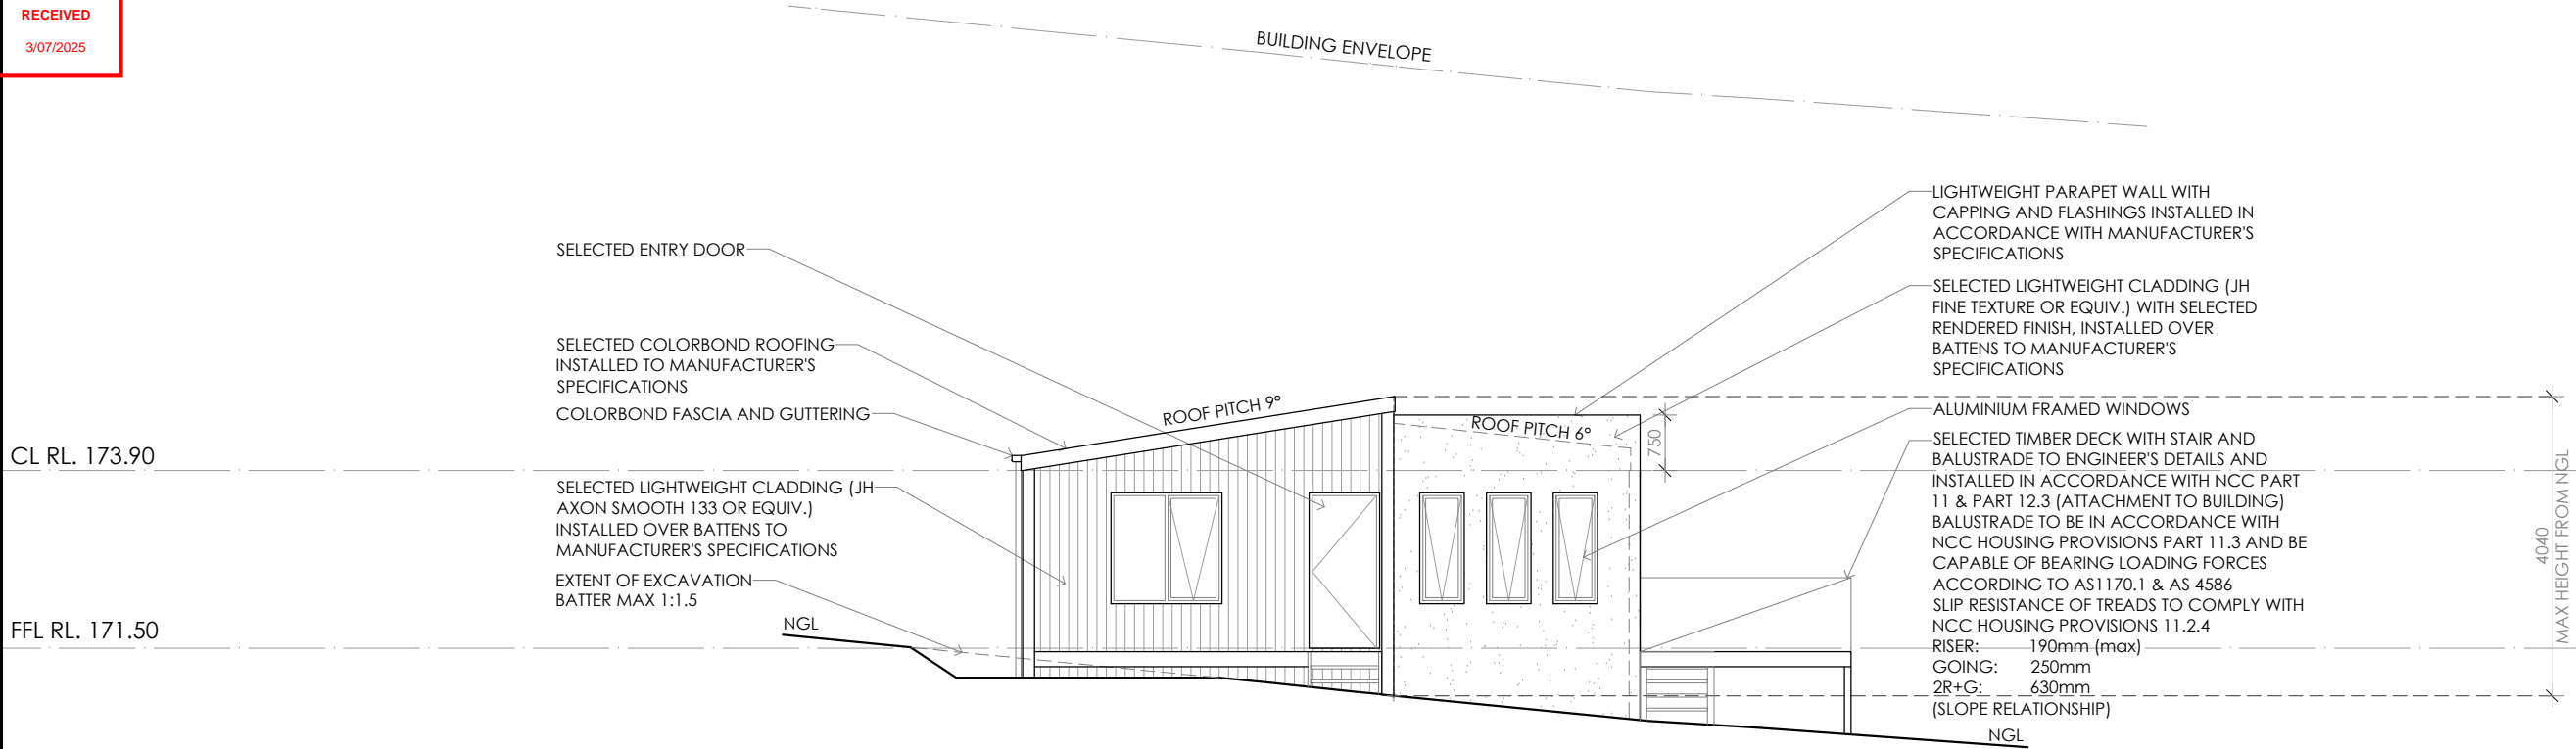 RECEIVED
3/07/2025
BUILDING ENVELOPE
SELECTED ENTRY DOOR
SELECTED COLORBOND ROOFING
INSTALLED TO MANUFACTURER'S
SPECIFICATIONS
COLORBOND FASCIA AND GUTTERING
CL RL. 173.90
SELECTED LIGHTWEIGHT CLADDING (JH
AXON SMOOTH 133 OR EQUIV.)
INSTALLED OVER BATTENS TO
MANUFACTURER'S SPECIFICATIONS
EXTENT OF EXCAVATION
BATTER MAX 1:1.5
FFL RL. 171.50
NGL
ROOF PITCH 9°
ROOF PITCH 6°
750
LIGHTWEIGHT PARAPET WALL WITH
CAPPING AND FLASHINGS INSTALLED IN
ACCORDANCE WITH MANUFACTURER'S
SPECIFICATIONS
SELECTED LIGHTWEIGHT CLADDING (JH
FINE TEXTURE OR EQUIV.) WITH SELECTED
RENDERED FINISH, INSTALLED OVER
BATTENS TO MANUFACTURER'S
SPECIFICATIONS
ALUMINIUM FRAMED WINDOWS
SELECTED TIMBER DECK WITH STAIR AND
BALUSTRADE TO ENGINEER'S DETAILS AND
INSTALLED IN ACCORDANCE WITH NCC PART
11 & PART 12.3 (ATTACHMENT TO BUILDING)
BALUSTRADE TO BE IN ACCORDANCE WITH
NCC HOUSING PROVISIONS PART 11.3 AND BE
CAPABLE OF BEARING LOADING FORCES
ACCORDING TO AS1170.1 & AS 4586
SLIP RESISTANCE OF TREADS TO COMPLY WITH
NCC HOUSING PROVISIONS 11.2.4
RISER: 190mm (max)
GOING: 250mm
2R+G: 630mm
(SLOPE RELATIONSHIP)
NGL
4040
MAX HEIGHT FROM NGL